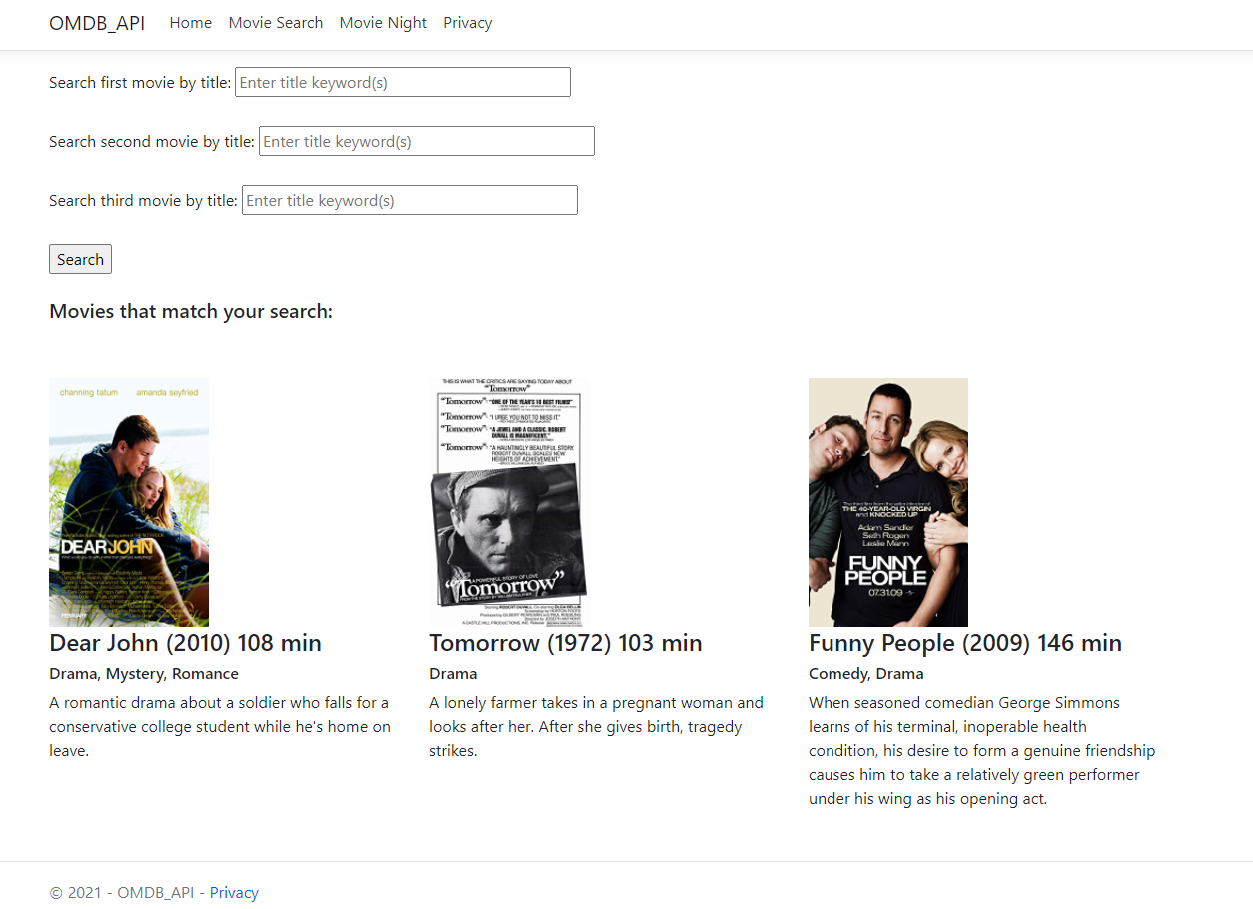 OMDB_API Home Movie Search Movie Night Privacy
Search first movie by title: Enter title keyword(s)
Search second movie by title: Enter title keyword(s)
Search third movie by title: Enter title keyword(s)
Search
Movies that match your search:
channing tatum amanda seyfried
DEAR JOHN
FEBRUARY
THIS IS WHAT THE CRITICS ARE SAYING TODAY ABOUT
"Tomorrow"
"Tomorrow" "ONE OF THE YEAR'S 10 BEST FILMS!"
"Tomorrow" "I URGE YOU NOT TO MISS IT."
"Tomorrow" "A JEWEL AND A CLASSIC. ROBERT
DUVALL IS MAGNIFICENT."
"Tomorrow" "A HAUNTINGLY BEAUTIFUL STORY.
ROBERT DUVALL SCALES NEW
HEIGHTS OF ACHIEVEMENT."
A POWERFUL STORY OF LOVE
"Tomorrow"
THE 40-YEAR-OLD VIRGIN
and KNOCKED UP
Adam Sandler
Seth Rogen
Leslie Mann
FUNNY
PEOPLE
07.31.09
Dear John (2010) 108 min
Drama, Mystery, Romance
A romantic drama about a soldier who falls for a
conservative college student while he's home on
leave.
Tomorrow (1972) 103 min
Drama
A lonely farmer takes in a pregnant woman and
looks after her. After she gives birth, tragedy
strikes.
Funny People (2009) 146 min
Comedy, Drama
When seasoned comedian George Simmons
learns of his terminal, inoperable health
condition, his desire to form a genuine friendship
causes him to take a relatively green performer
under his wing as his opening act.
© 2021 - OMDB_API - Privacy